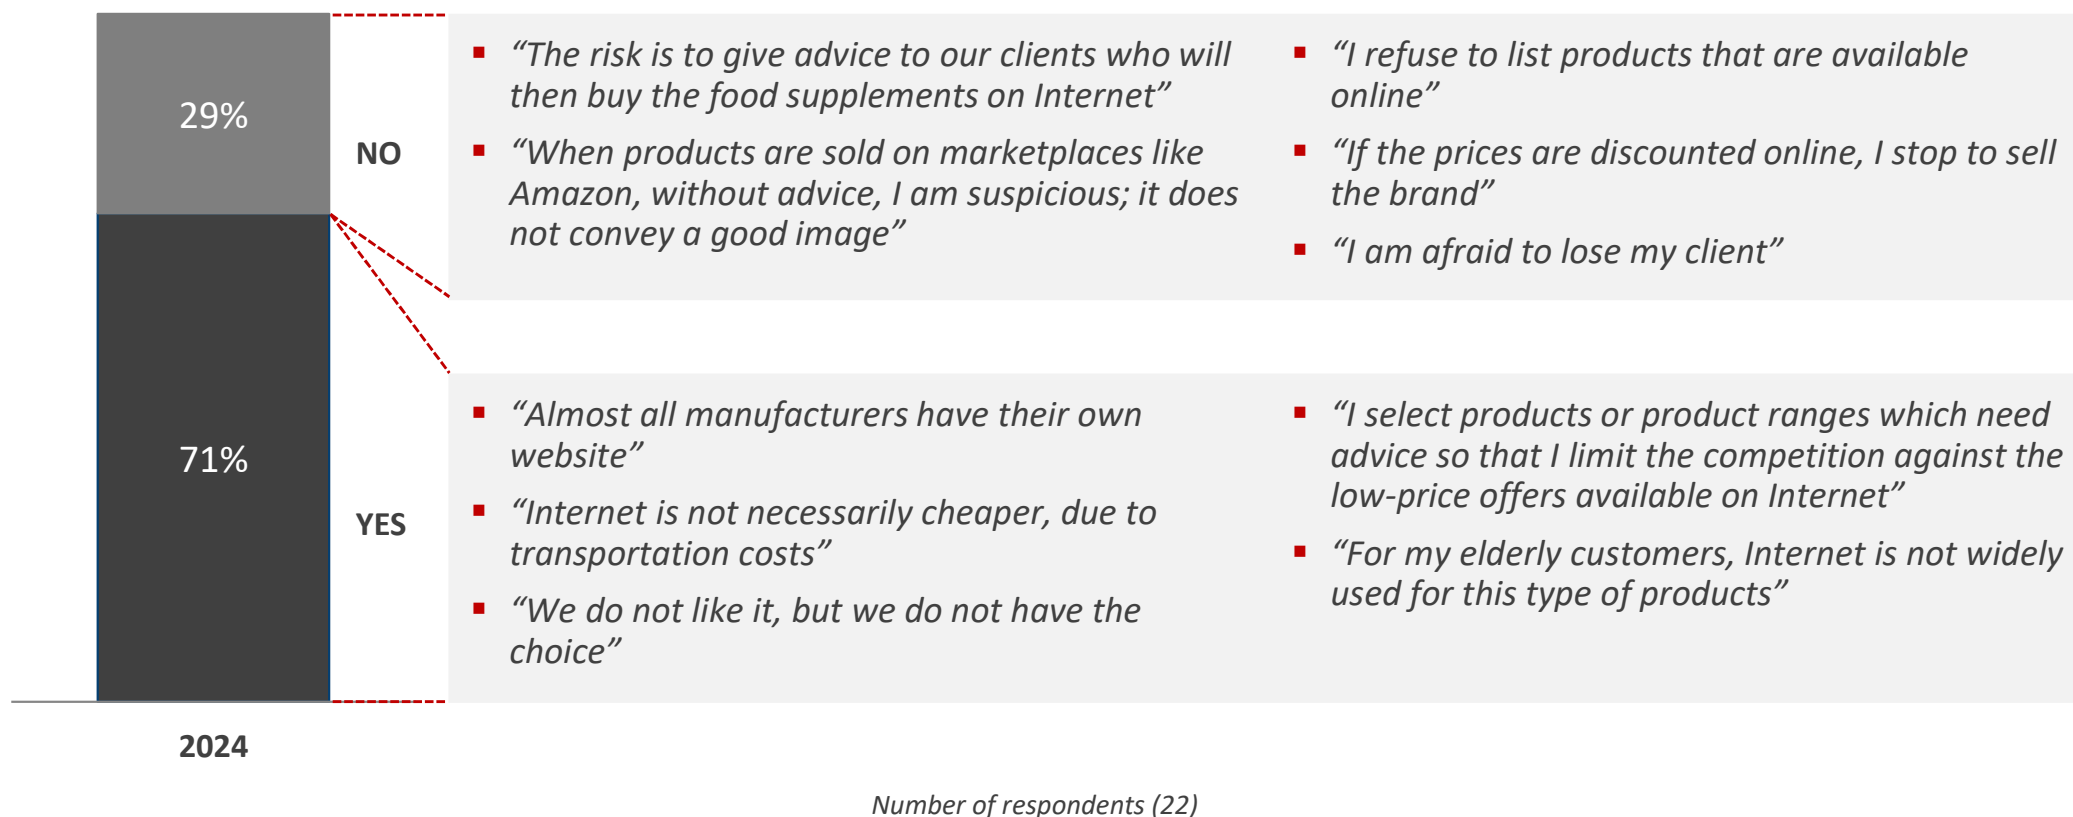 29%
NO
“The risk is to give advice to our clients who will
then buy the food supplements on Internet”
“When products are sold on marketplaces like
Amazon, without advice, I am suspicious; it does
not convey a good image”
“I refuse to list products that are available
online”
“If the prices are discounted online, I stop to sell
the brand”
“I am afraid to lose my client”
71%
YES
“Almost all manufacturers have their own
website”
“Internet is not necessarily cheaper, due to
transportation costs”
“We do not like it, but we do not have the
choice”
“I select products or product ranges which need
advice so that I limit the competition against the
low-price offers available on Internet”
“For my elderly customers, Internet is not widely
used for this type of products”
2024
Number of respondents (22)